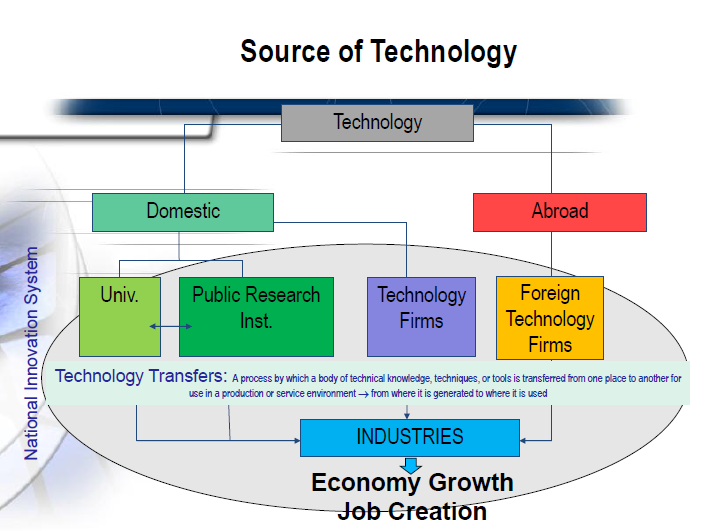 Source of Technology
Technology
Domestic
Abroad
National Innovation System
Univ.
Public Research
Inst.
Technology
Firms
Foreign
Technology
Firms
Technology Transfers: A process by which a body of technical knowledge, techniques, or tools is transferred from one place to another for
use in a production or service environment → from where it is generated to where it is used
INDUSTRIES
Economy Growth
Job Creation